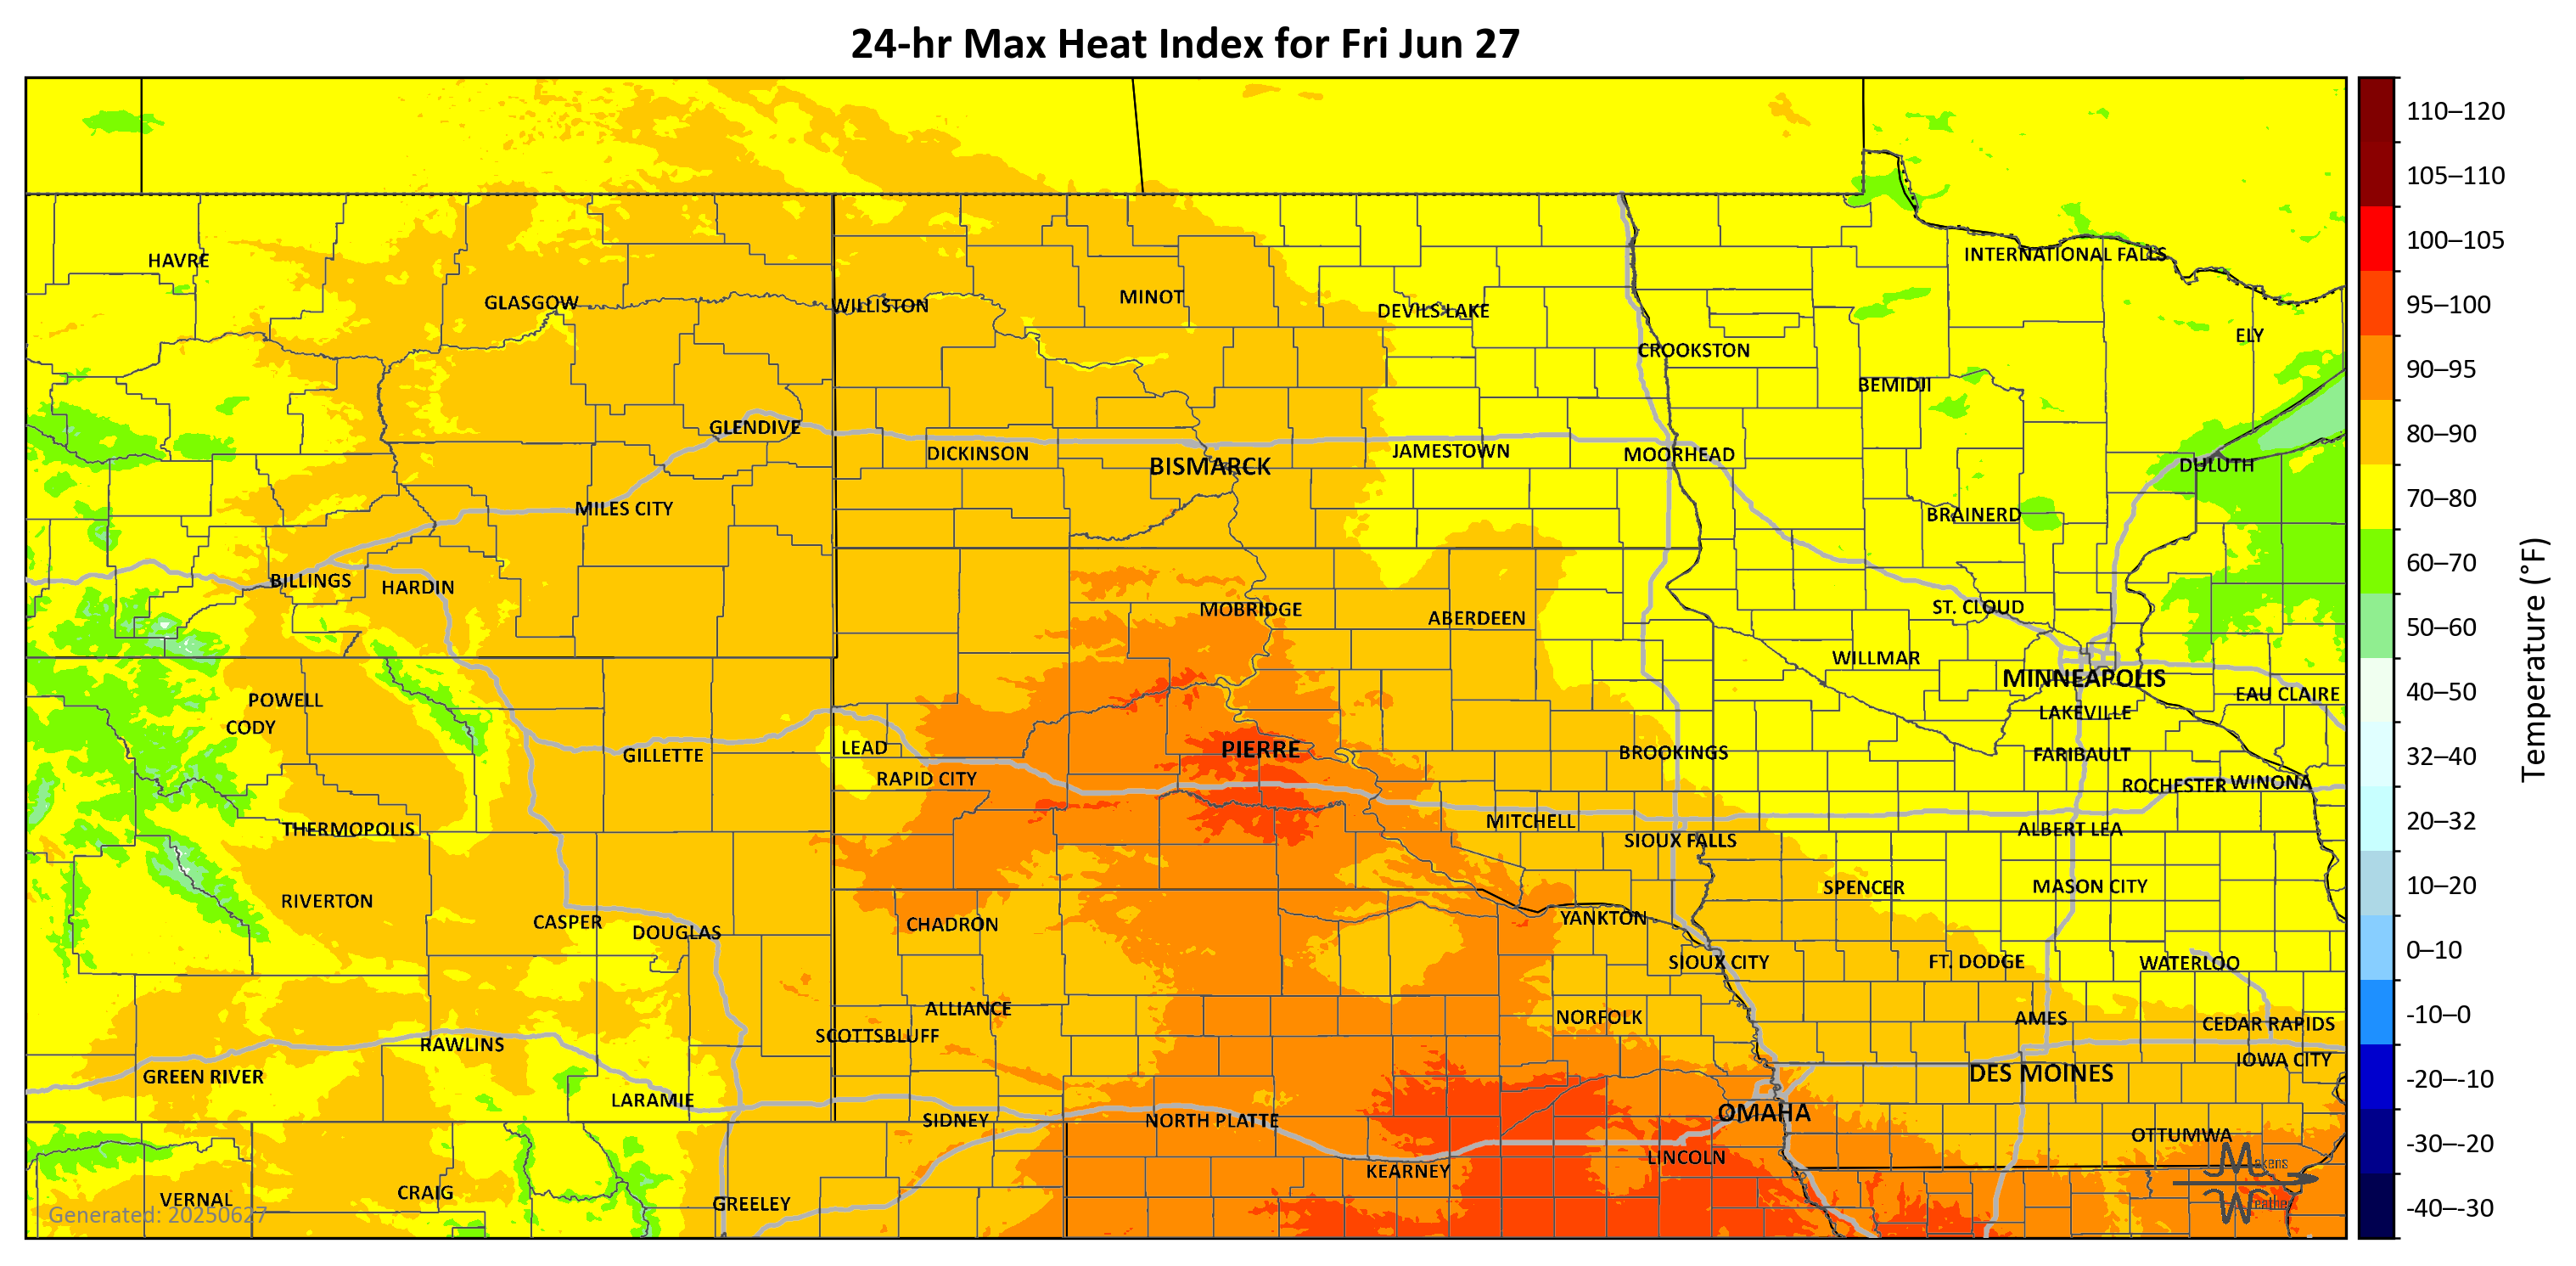 24-hr Max Heat Index for Fri Jun 27
110–120
105–110
HAVRE
INTERNATIONAL FALLS
100–105
GLASGOW
WILLISTON
MINOT
DEVILS LAKE
95–100
ELY
CROOKSTON
90–95
BEMIDJI
GLENDIVE
80–90
DICKINSON
BISMARCK
JAMESTOWN
MOORHEAD
DULUTH
70–80
MILES CITY
BRAINERD
60–70
BILLINGS
HARDIN
MOBRIDGE
ABERDEEN
ST. CLOUD
50–60
WILLMAR
MINNEAPOLIS
Temperature (°F)
POWELL
EAU CLAIRE
40–50
CODY
LAKEVILLE
GILLETTE
LEAD
PIERRE
BROOKINGS
FARIBAULT
32–40
RAPID CITY
ROCHESTER
WINONA
THERMOPOLIS
MITCHELL
ALBERT LEA
20–32
SIOUX FALLS
RIVERTON
SPENCER
MASON CITY
10–20
CASPER
DOUGLAS
CHADRON
YANKTON
SIOUX CITY
FT. DODGE
WATERLOO
0–10
ALLIANCE
NORFOLK
AMES
CEDAR RAPIDS
-10–0
SCOTTSBLUFF
RAWLINS
IOWA CITY
GREEN RIVER
DES MOINES
-20–-10
LARAMIE
SIDNEY
NORTH PLATTE
OMAHA
OTTUMWA
-30–-20
KEARNEY
LINCOLN
Makens
VERNAL
CRAIG
GREELEY
Weather
-40–-30
Generated: 20250627